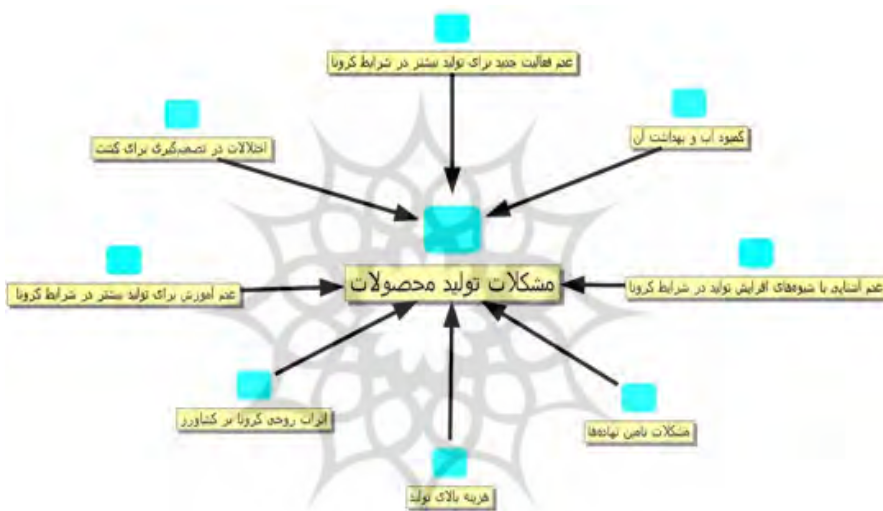 عدم فعالیت جدید برای تولید بیشتر در شرایط کرونا
کمبود آب و بهداشت آن
اختلالات در تصمیم‌گیری برای کشت
مشکلات تولید محصولات
عدم آشنایی با شیوه‌های افزایش تولید در شرایط کرونا
عدم آموزش برای تولید بیشتر در شرایط کرونا
اثرات روحی کرونا بر کشاورز
مشکلات تامین نهاده‌ها
هزینه بالای تولید